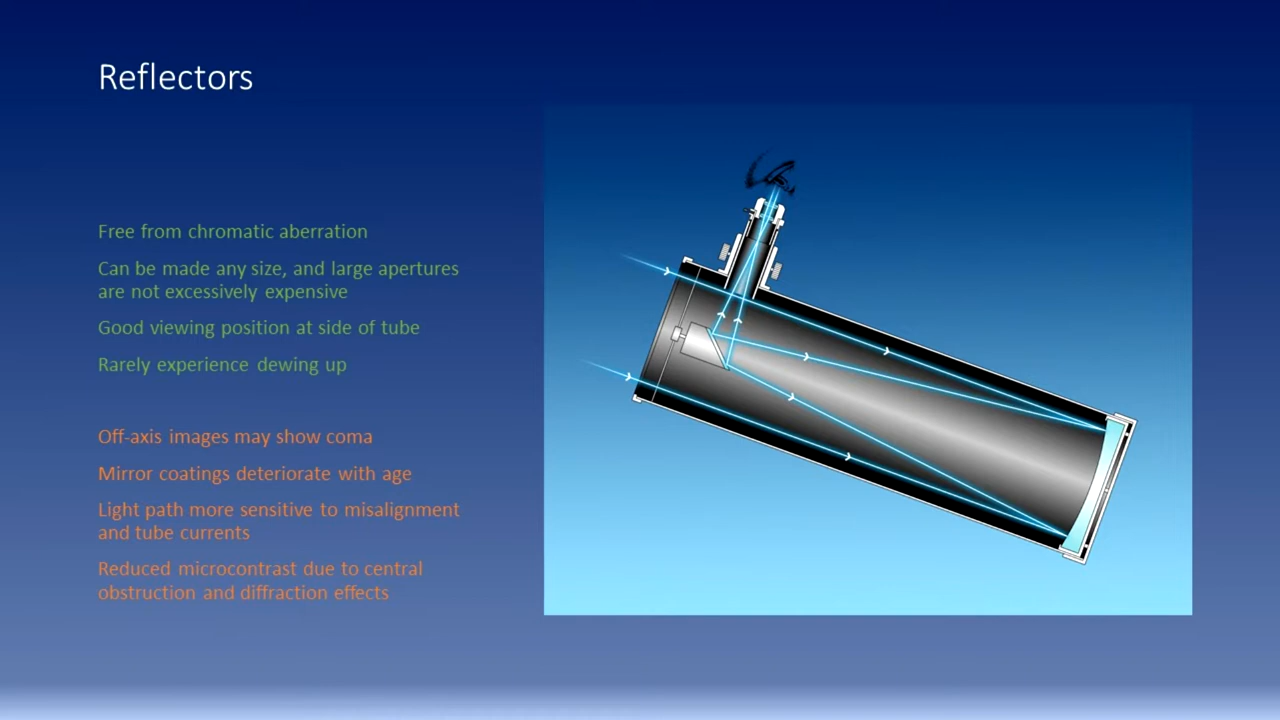 Reflectors
Free from chromatic aberration
Can be made any size, and large apertures
are not excessively expensive
Good viewing position at side of tube
Rarely experience dewing up
Off-axis images may show coma
Mirror coatings deteriorate with age
Light path more sensitive to misalignment
and tube currents
Reduced microcontrast due to central
obstruction and diffraction effects